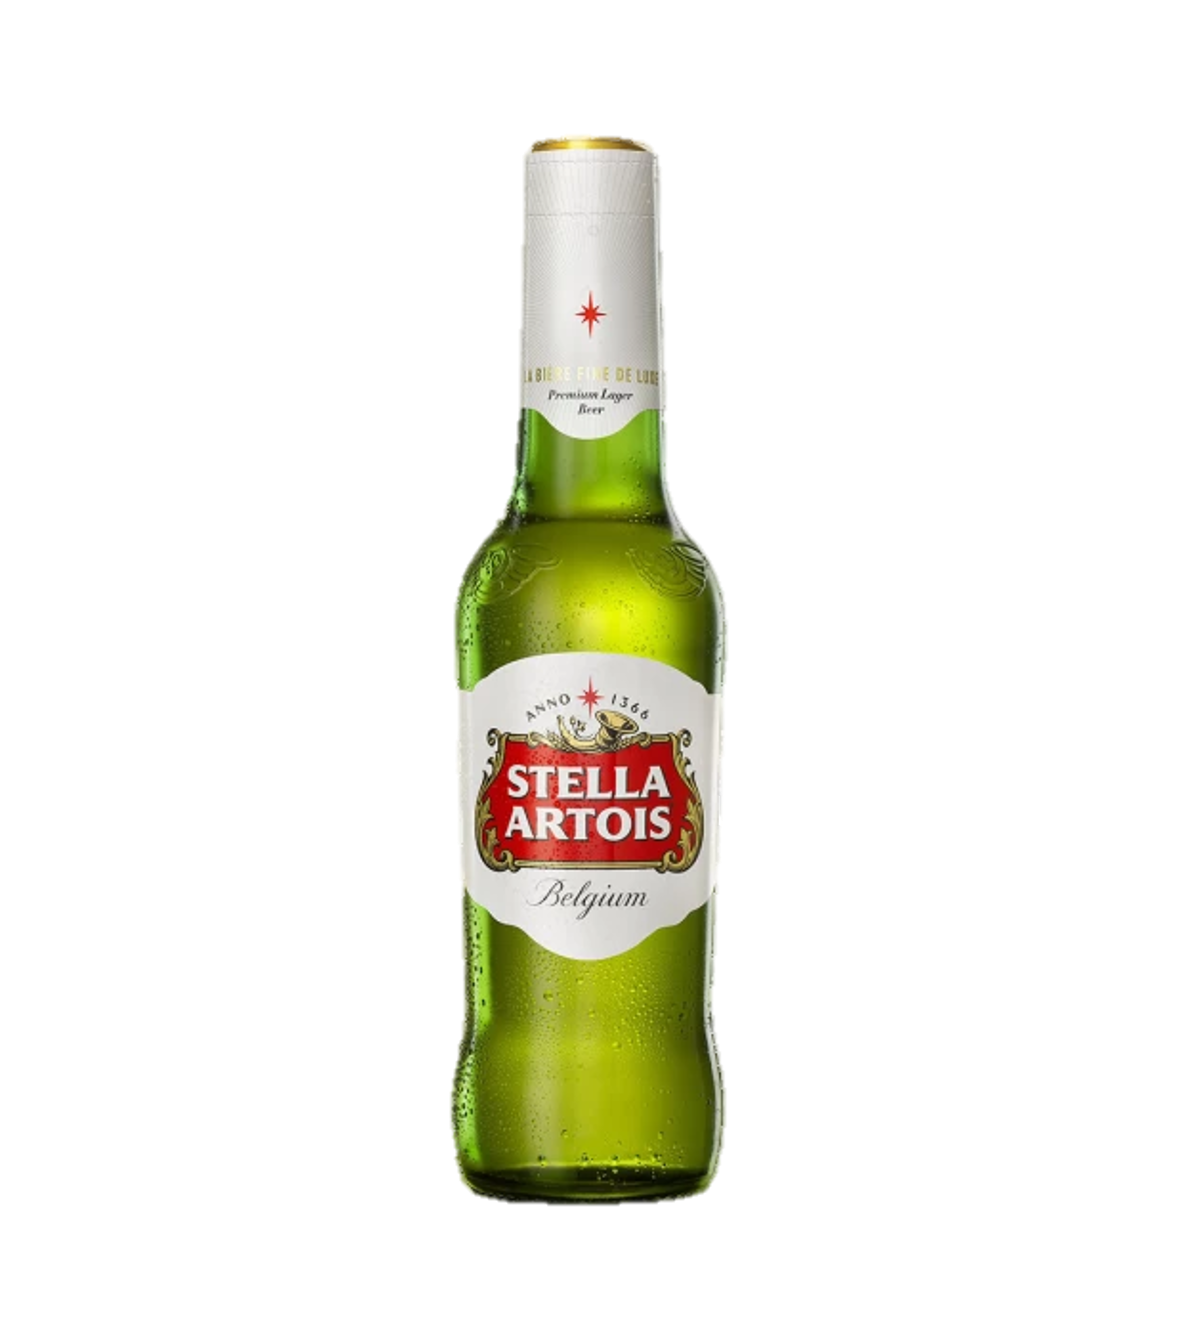 LA BIÈRE FINE DE LUXE
Premium Lager
Beer
ANNO 1366
STELLA
ARTOIS
Belgium